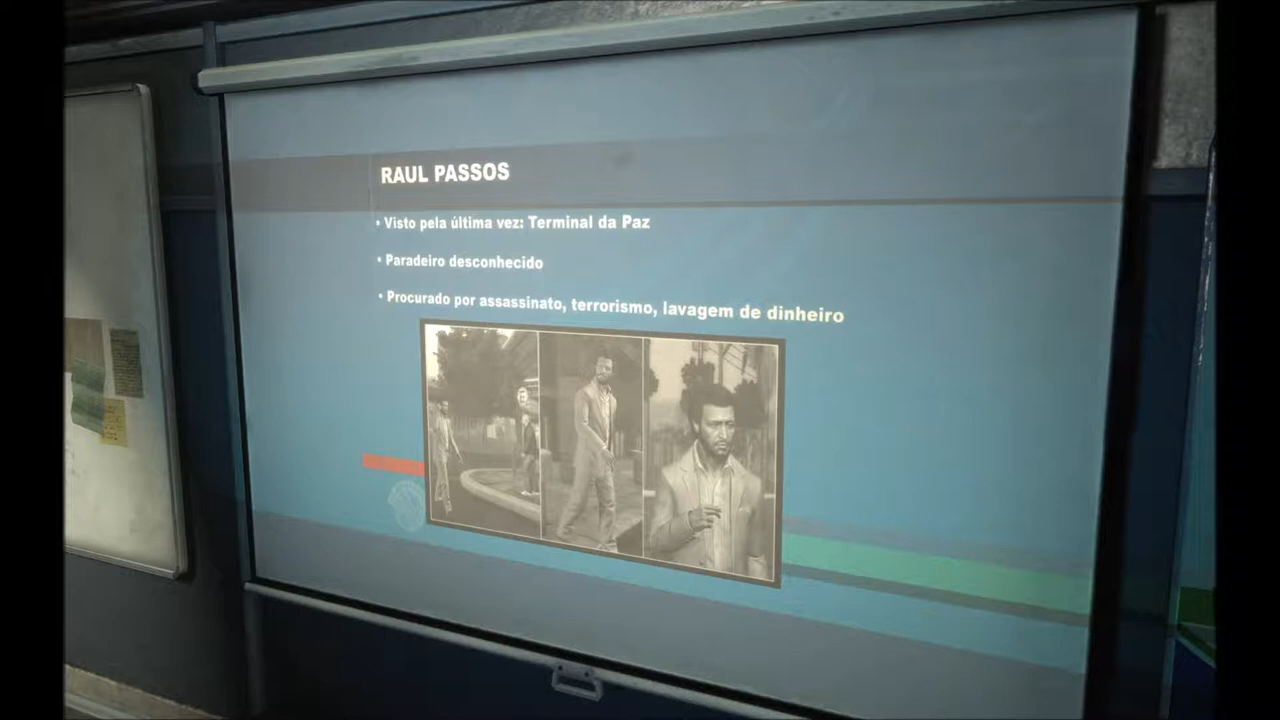 RAUL PASSOS
• Visto pela última vez: Terminal da Paz
• Paradeiro desconhecido
• Procurado por assassinato, terrorismo, lavagem de dinheiro